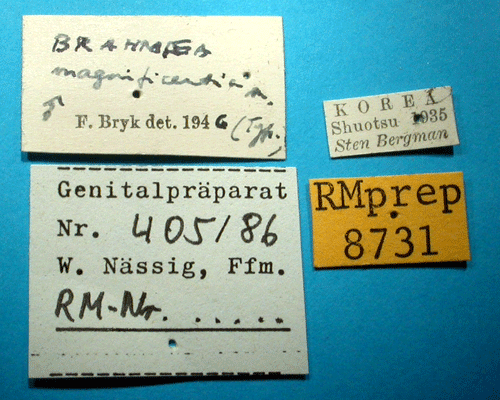 BRAHMAEA
♂
F. Bryk det. 1946 (Typ.)
KOREA
Shuotsu 1935
Sten Bergman
Genitalpräparat
Nr. 405/86
W. Nässig, Ffm.
RM-Nr. .....
RMprep
8731